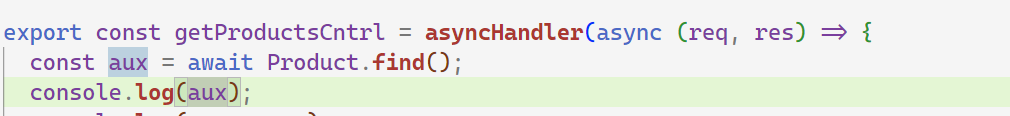 export const getProductsCntrl = asyncHandler(async (req, res) => {
const aux = await Product.find();
console.log(aux);